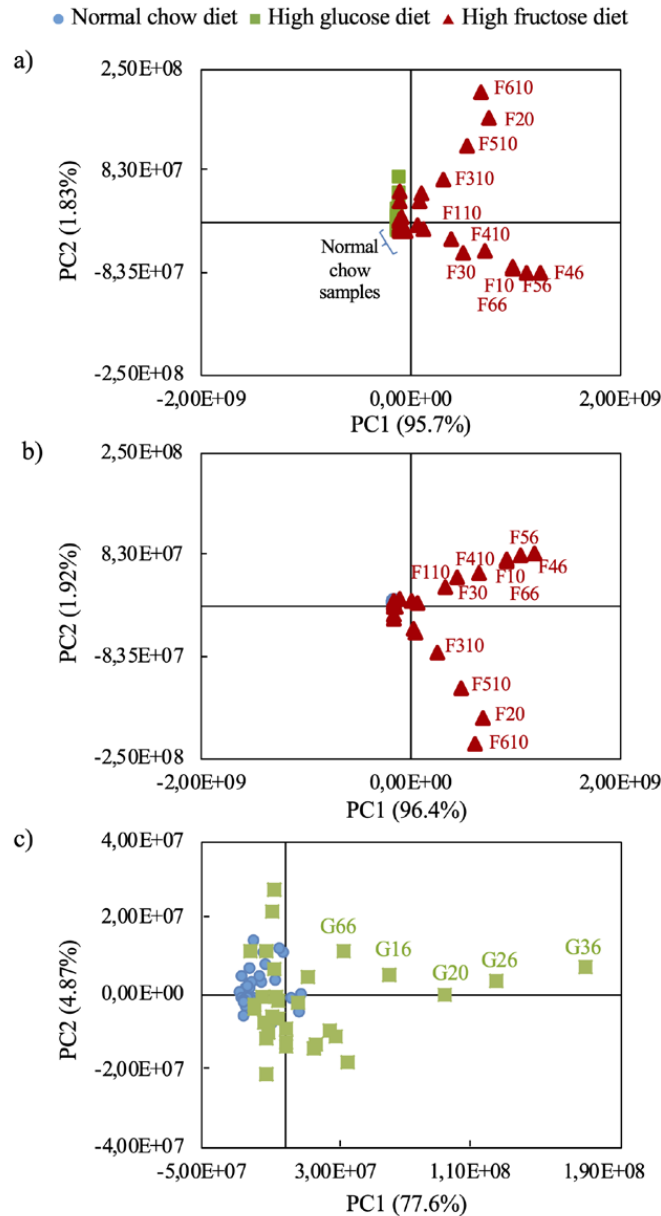 Normal chow diet High glucose diet High fructose diet
a)
2,50E+08
8,30E+07
-8,35E+07
-2,50E+08
PC2 (1.83%)
F610
F20
F510
F310
F110
F410
F30
F10
F56
F46
F66
Normal
chow
samples
-2,00E+09 0,00E+00 2,00E+09
PC1 (95.7%)
b)
2,50E+08
8,30E+07
-8,35E+07
-2,50E+08
PC2 (1.92%)
F56
F410
F46
F110
F10
F30
F66
F310
F510
F20
F610
-2,00E+09 0,00E+00 2,00E+09
PC1 (96.4%)
c)
4,00E+07
2,00E+07
0,00E+00
-2,00E+07
-4,00E+07
PC2 (4.87%)
G66
G16
G20
G26
G36
-5,00E+07 3,00E+07 1,10E+08 1,90E+08
PC1 (77.6%)